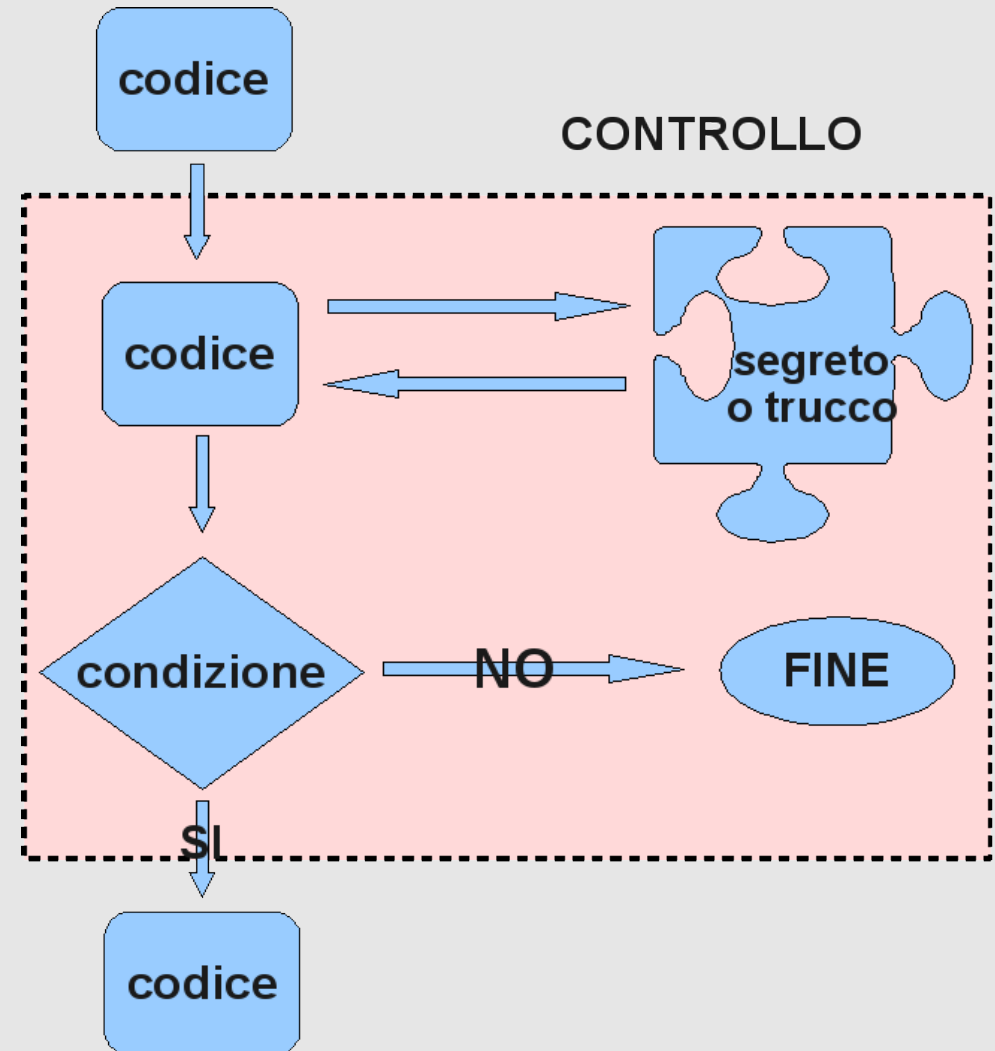 codice
CONTROLLO
codice
segreto
o trucco
condizione
NO
FINE
SI
codice